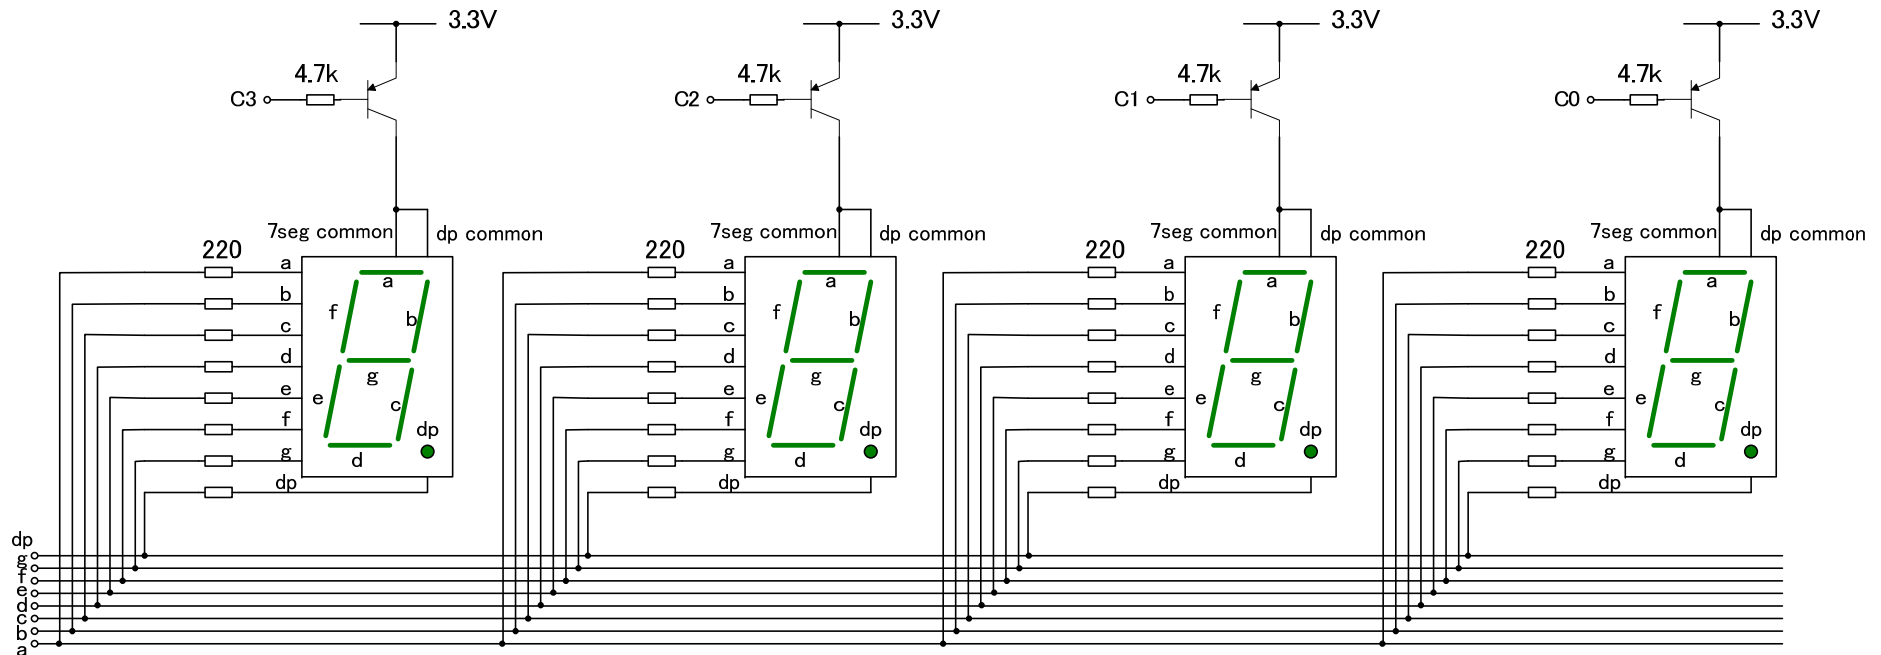 3.3V 3.3V 3.3V 3.3V
4.7k 4.7k 4.7k 4.7k
C3 C2 C1 C0
7seg common dp common 7seg common dp common 7seg common dp common 7seg common dp common
220 220 220 220
a a a a
a a a a
b b b b
f b f b f b f b
c c c c
d d d d
g g g g
e e e e
e c e c e c e c
f dp f dp f dp f dp
g d g d g d g d
dp dp dp dp
dp
g
f
e
d
c
b
a